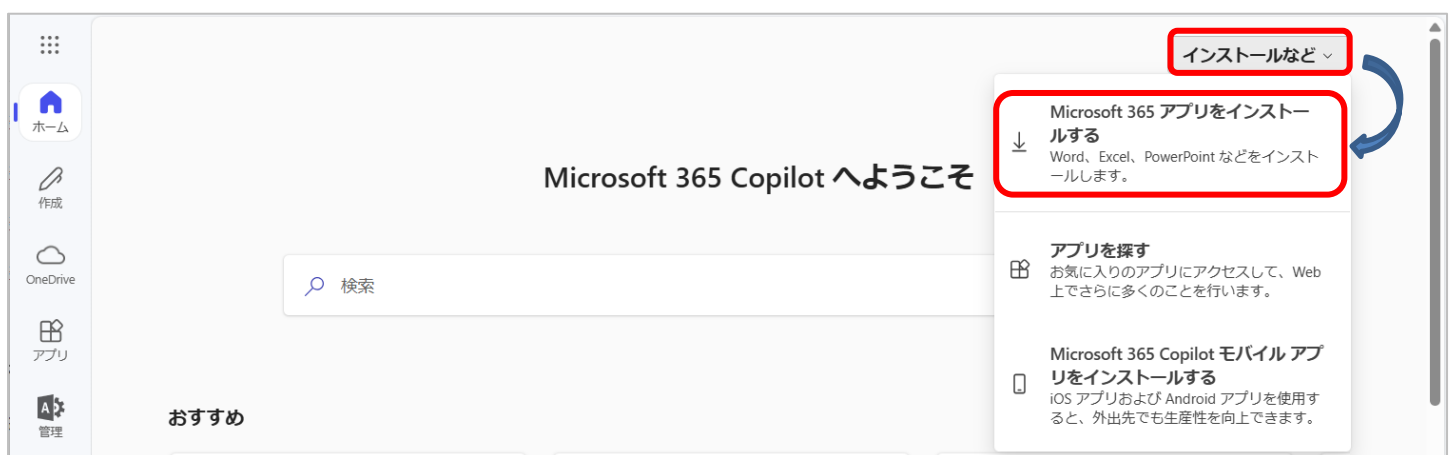 インストールなど
ホーム
作成
OneDrive
アプリ
管理
Microsoft 365 Copilot へようこそ
検索
おすすめ
Microsoft 365 アプリをインストー
ルする
Word、Excel、PowerPoint などをインスト
ールします。
アプリを探す
お気に入りのアプリにアクセスして、Web
上でさらに多くのことを行います。
Microsoft 365 Copilot モバイル アプ
リをインストールする
iOS アプリおよび Android アプリを使用す
ると、外出先でも生産性を向上できます。